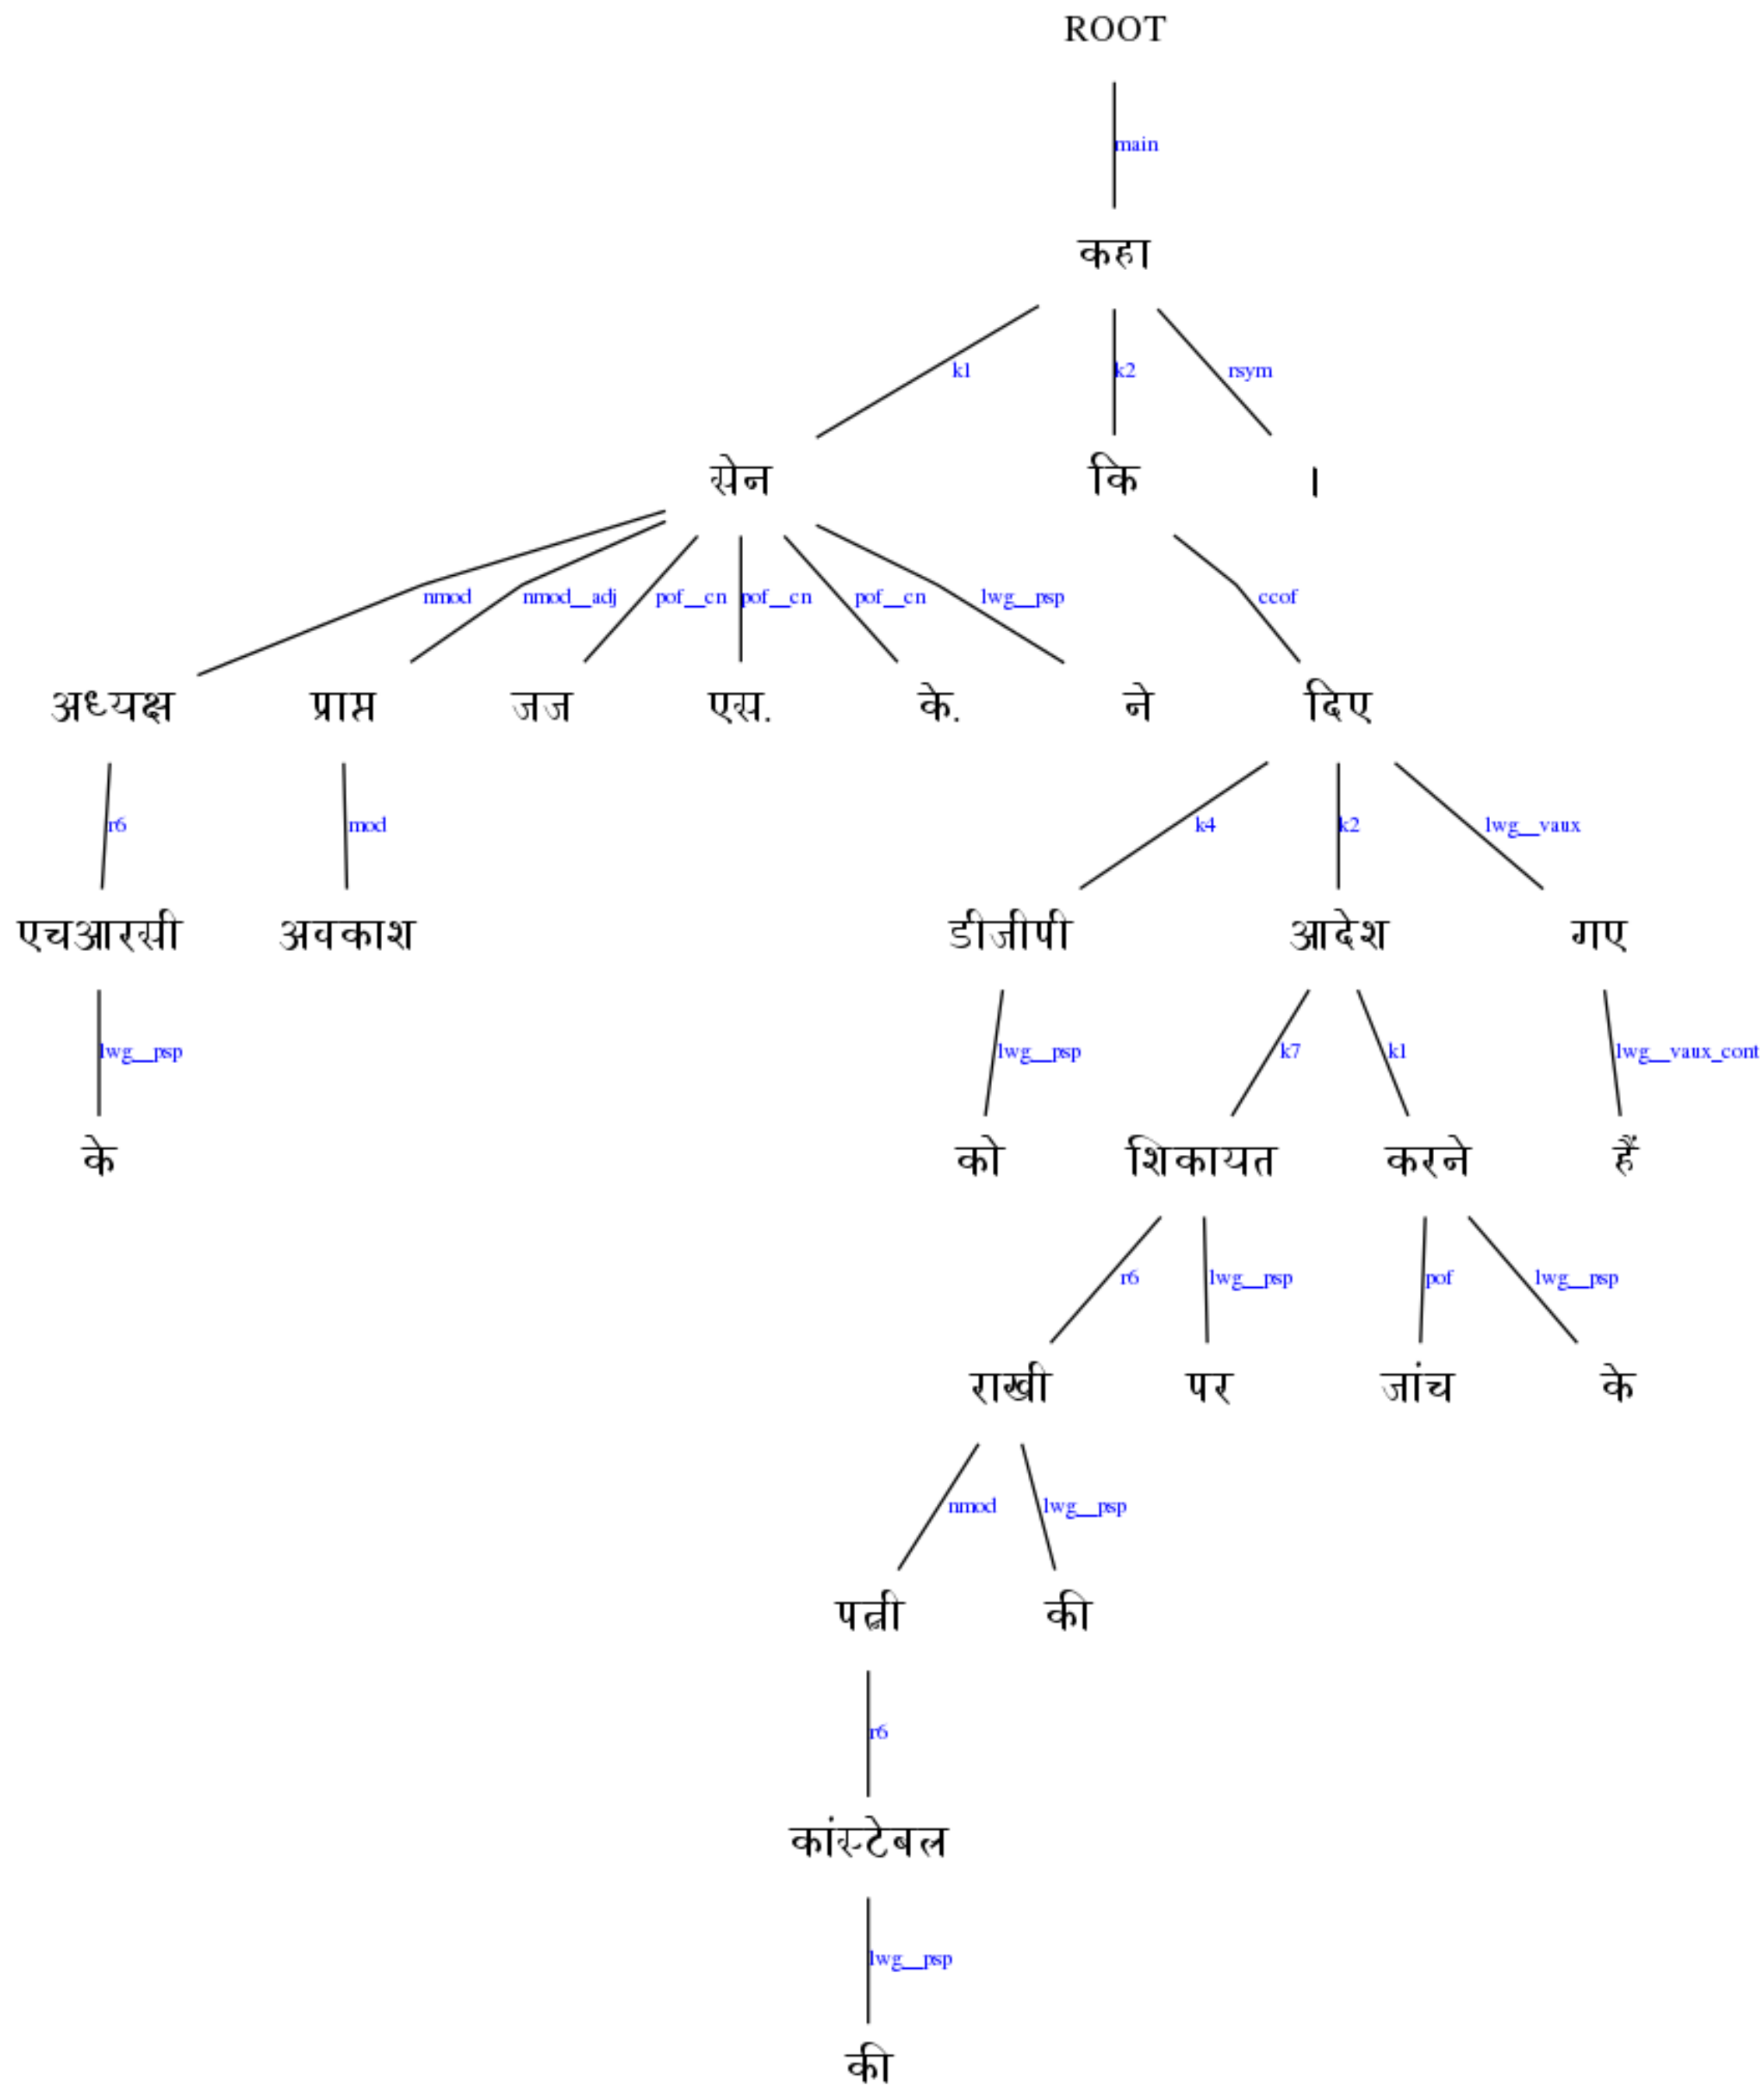 ROOT
main
कहा
k1 k2 rsym
सेन कि ।
nmod nmod__adj pof__cn pof__cn pof__cn lwg__psp ccof
अध्यक्ष प्राप्त जज एस. के. ने दिए
r6 mod k4 k2 lwg__vaux
एचआरसी अवकाश डीजीपी आदेश गए
lwg__psp lwg__psp k7 k1 lwg__vaux_cont
के को शिकायत करने हैं
r6 lwg__psp pof lwg__psp
राखी पर जांच के
nmod lwg__psp
पत्नी की
r6
कांस्टेबल
lwg__psp
की